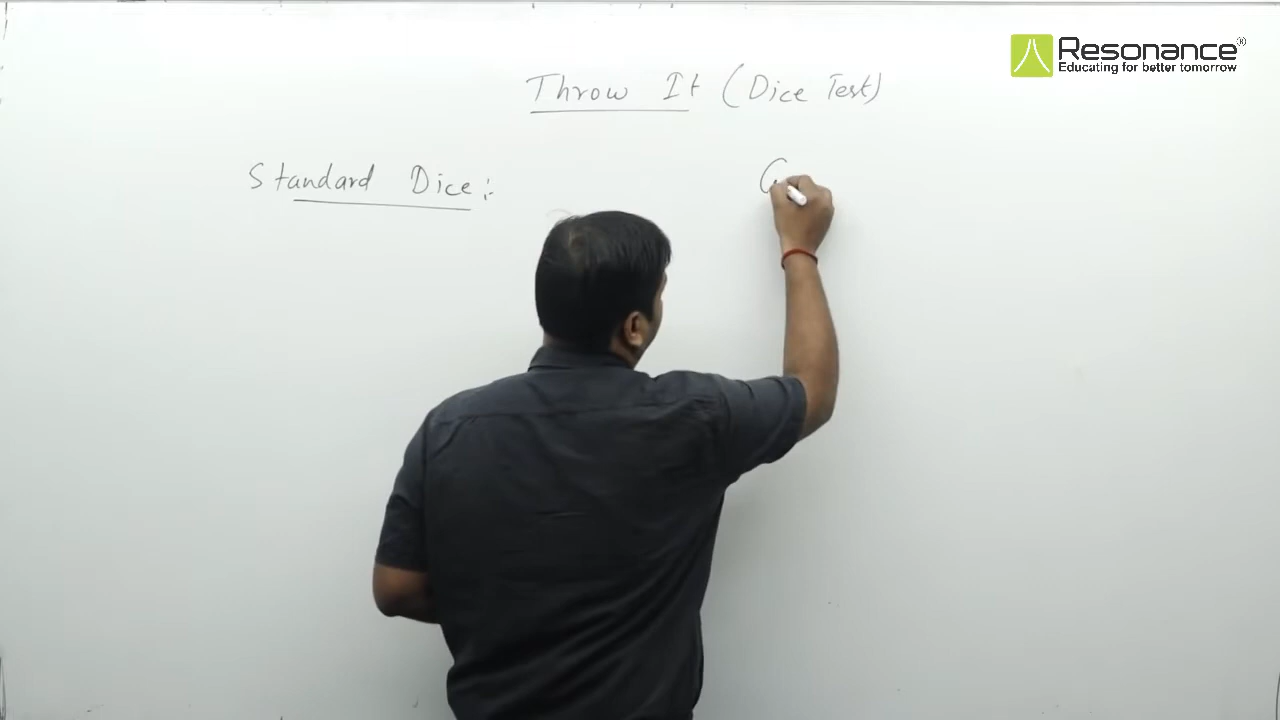 Resonance®
Educating for better tomorrow
Throw It (Dice Test)
Standard Dice :-
G